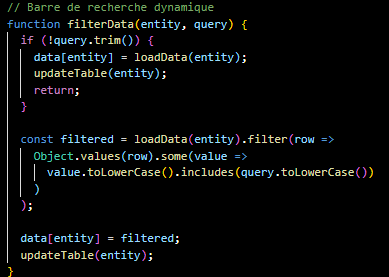 // Barre de recherche dynamique
function filterData(entity, query) {
  if (!query.trim()) {
    data[entity] = loadData(entity);
    updateTable(entity);
    return;
  }

  const filtered = loadData(entity).filter(row =>
    Object.values(row).some(value =>
      value.toLowerCase().includes(query.toLowerCase())
    )
  );

  data[entity] = filtered;
  updateTable(entity);
}